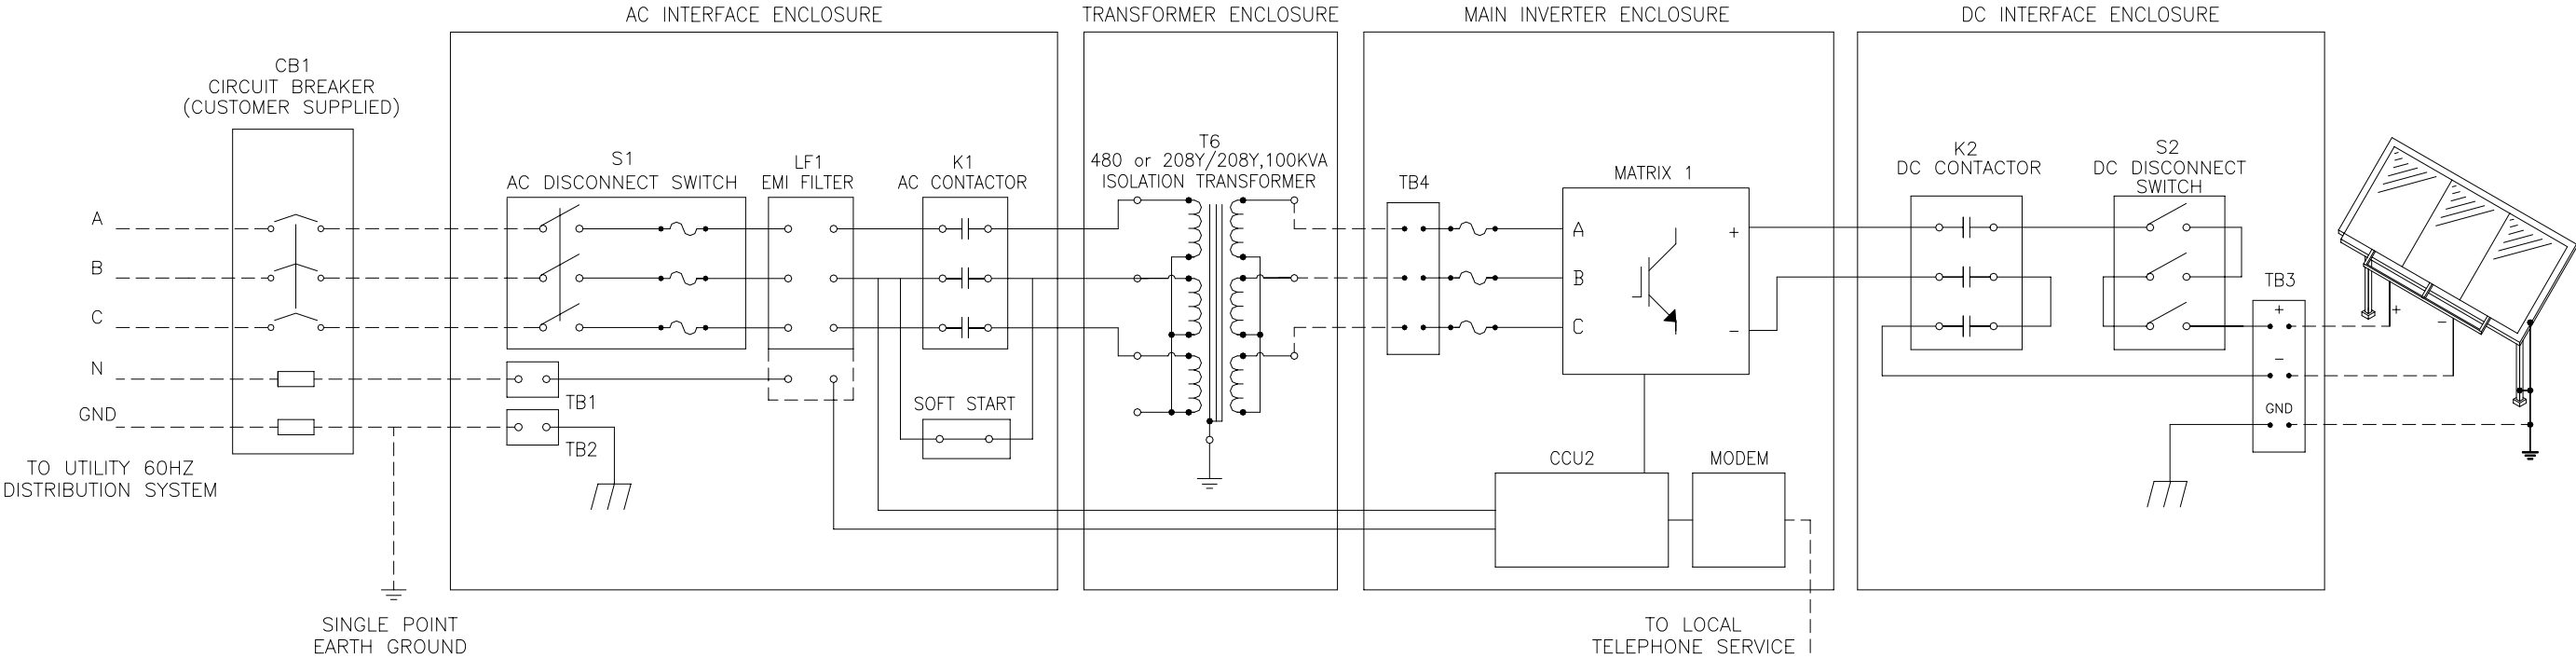 AC INTERFACE ENCLOSURE
TRANSFORMER ENCLOSURE
MAIN INVERTER ENCLOSURE
DC INTERFACE ENCLOSURE
CB1
CIRCUIT BREAKER
(CUSTOMER SUPPLIED)
A
B
C
N
GND
TO UTILITY 60HZ
DISTRIBUTION SYSTEM
SINGLE POINT
EARTH GROUND
S1
AC DISCONNECT SWITCH
TB1
TB2
LF1
EMI FILTER
K1
AC CONTACTOR
SOFT START
T6
480 or 208Y/208Y,100KVA
ISOLATION TRANSFORMER
TB4
MATRIX 1
A
B
C
+
−
CCU2
MODEM
TO LOCAL
TELEPHONE SERVICE
K2
DC CONTACTOR
S2
DC DISCONNECT
SWITCH
TB3
+
−
GND
+
−